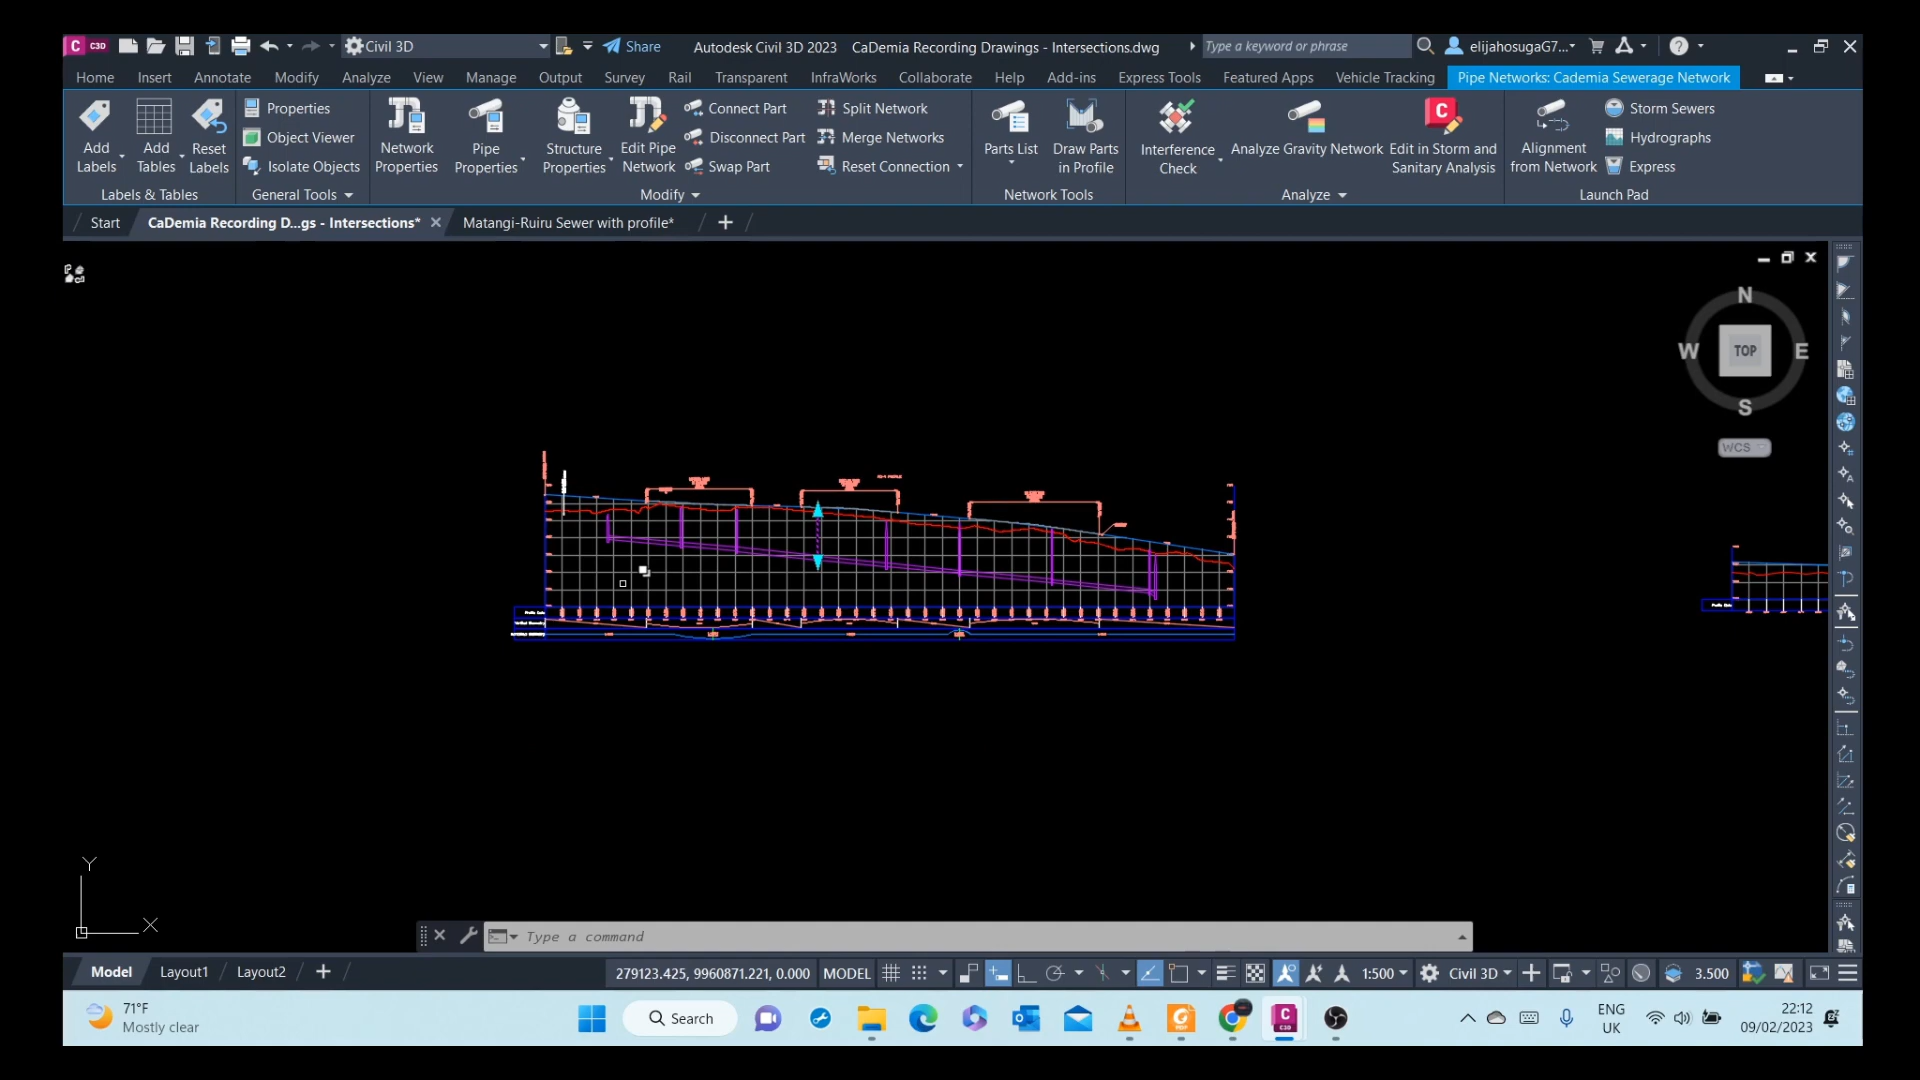 C C3D Civil 3D Share Autodesk Civil 3D 2023 CaDemia Recording Drawings - Intersections.dwg Type a keyword or phrase elijahosugaG7...
Home Insert Annotate Modify Analyze View Manage Output Survey Rail Transparent InfraWorks Collaborate Help Add-ins Express Tools Featured Apps Vehicle Tracking Pipe Networks: Cademia Sewerage Network
Add Labels
Add Tables
Reset Labels
Properties
Object Viewer
Isolate Objects
Network Properties
Pipe Properties
Structure Properties
Edit Pipe Network
Connect Part
Disconnect Part
Swap Part
Split Network
Merge Networks
Reset Connection
Parts List
Draw Parts in Profile
Interference Check
Analyze Gravity Network
Edit in Storm and Sanitary Analysis
Alignment from Network
Storm Sewers
Hydrographs
Express
Labels & Tables General Tools Modify Network Tools Analyze Launch Pad
Start CaDemia Recording D...gs - Intersections* Matangi-Ruiru Sewer with profile*
N
W TOP E
S
WCS
Y
X
Type a command
Model Layout1 Layout2 279123.425, 9960871.221, 0.000 MODEL 1:500 Civil 3D 3.500
71°F
Mostly clear
Search
ENG
UK
22:12
09/02/2023